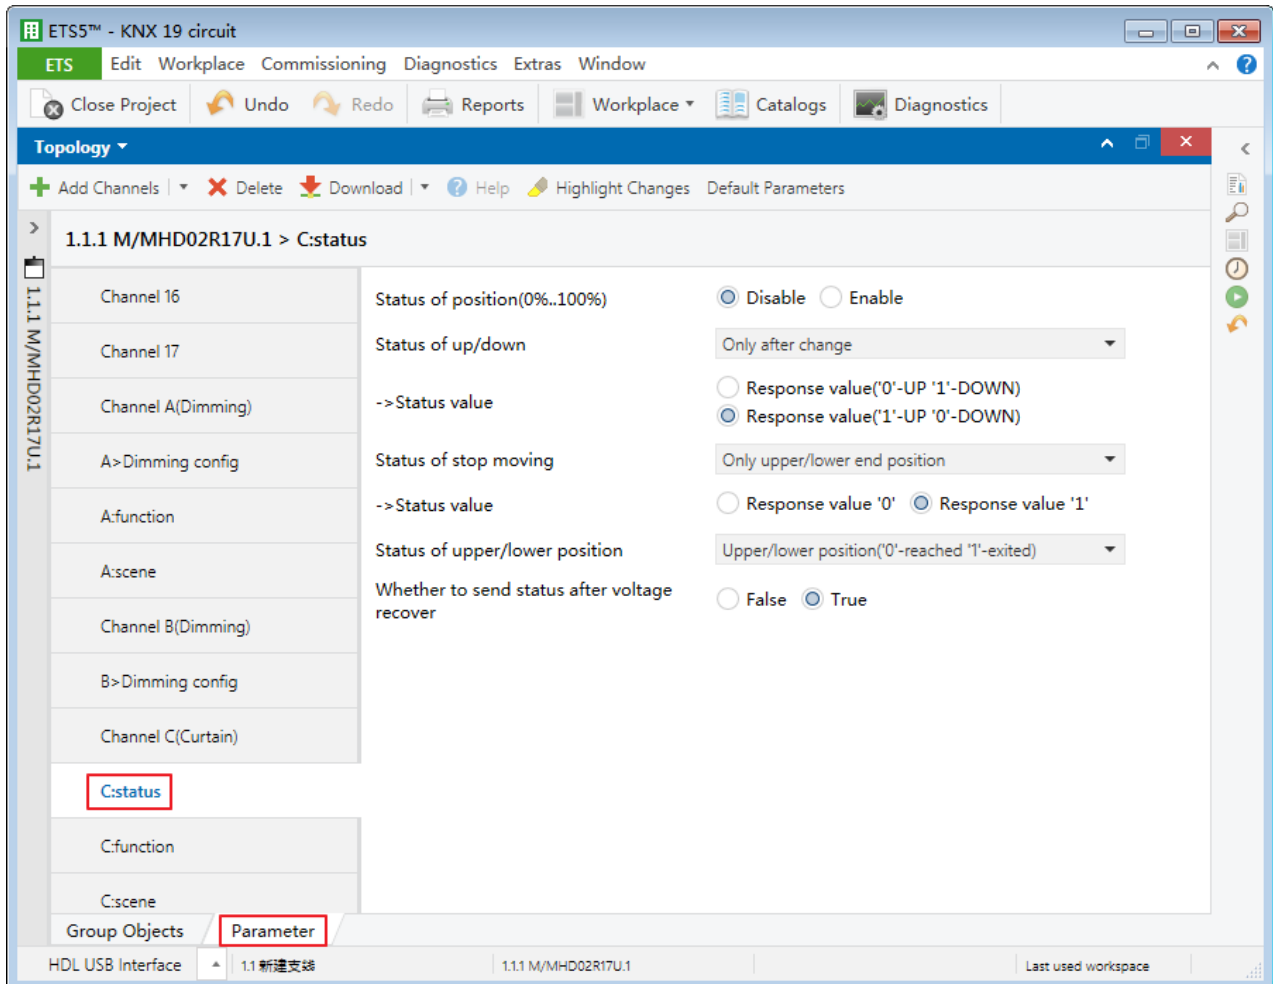 ETS5™ - KNX 19 circuit
ETS Edit Workplace Commissioning Diagnostics Extras Window
Close Project Undo Redo Reports Workplace Catalogs Diagnostics
Topology
Add Channels Delete Download Help Highlight Changes Default Parameters
1.1.1 M/MHD02R17U.1 > C:status
1.1.1 M/MHD02R17U.1
Channel 16
Channel 17
Channel A(Dimming)
A>Dimming config
A:function
A:scene
Channel B(Dimming)
B>Dimming config
Channel C(Curtain)
C:status
C:function
C:scene
Status of position(0%..100%) Disable Enable
Status of up/down Only after change
->Status value Response value('0'-UP '1'-DOWN)
Response value('1'-UP '0'-DOWN)
Status of stop moving Only upper/lower end position
->Status value Response value '0' Response value '1'
Status of upper/lower position Upper/lower position('0'-reached '1'-exited)
Whether to send status after voltage
recover False True
Group Objects Parameter
HDL USB Interface 1.1 新建支线 1.1.1 M/MHD02R17U.1 Last used workspace